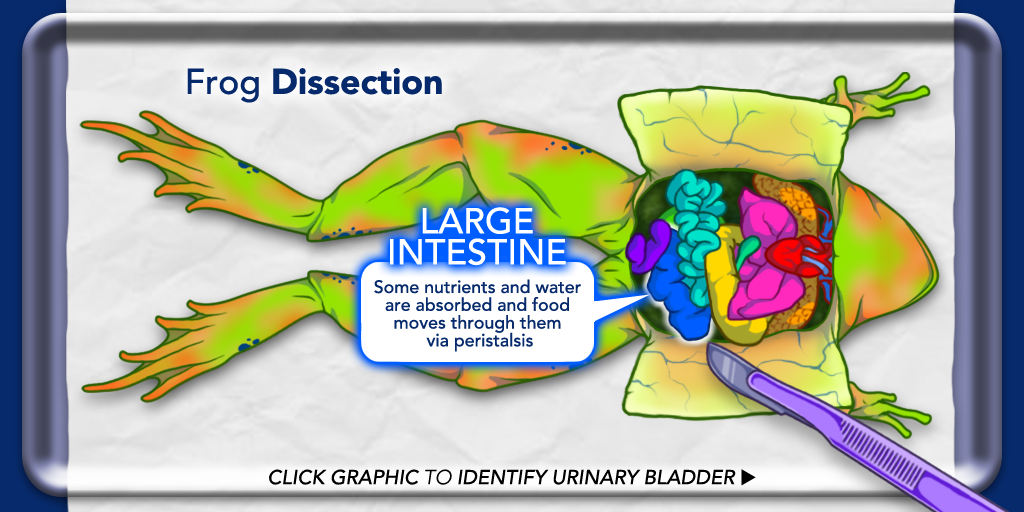 Frog Dissection
LARGE
INTESTINE
Some nutrients and water
are absorbed and food
moves through them
via peristalsis
CLICK GRAPHIC TO IDENTIFY URINARY BLADDER ▶